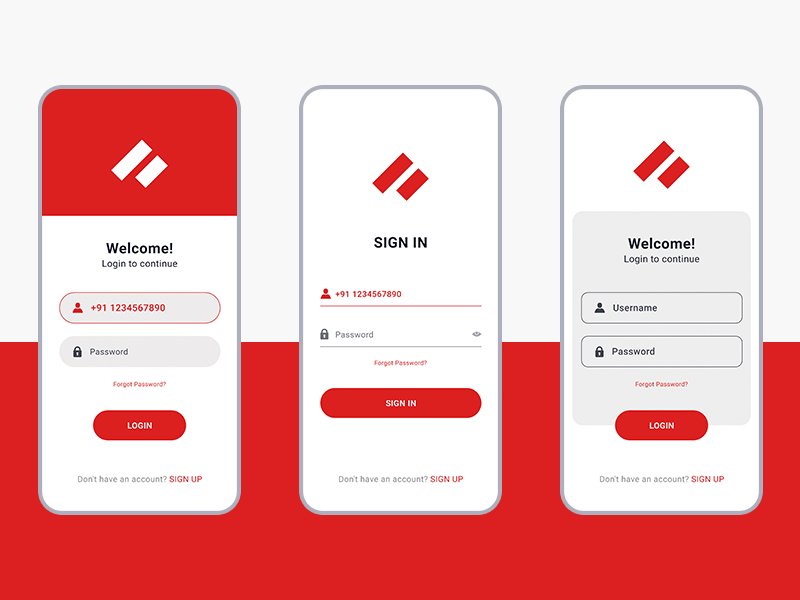 Welcome!
Login to continue
+91 1234567890
Password
Forgot Password?
LOGIN
Don't have an account? SIGN UP
SIGN IN
+91 1234567890
Password
Forgot Password?
SIGN IN
Don't have an account? SIGN UP
Welcome!
Login to continue
Username
Password
Forgot Password?
LOGIN
Don't have an account? SIGN UP